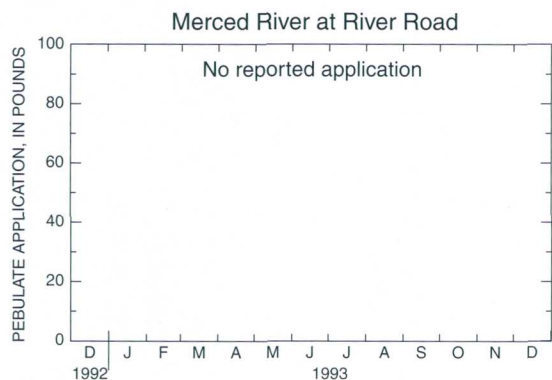 Merced River at River Road
No reported application
PEBULATE APPLICATION, IN POUNDS
100
80
60
40
20
0
D J F M A M J J A S O N D
1992 1993